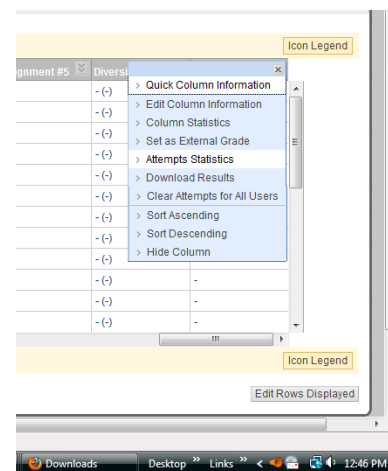 Icon Legend
ignment #5 Diversi
> Quick Column Information
- (-) > Edit Column Information
- (-) > Column Statistics
- (-) > Set as External Grade
- (-) > Attempts Statistics
- (-) > Download Results
- (-) > Clear Attempts for All Users
- (-) > Sort Ascending
- (-) > Sort Descending
- (-) > Hide Column
- (-) -
- (-) -
- (-) -
Icon Legend
Edit Rows Displayed
Downloads Desktop » Links » < 12:46 PM